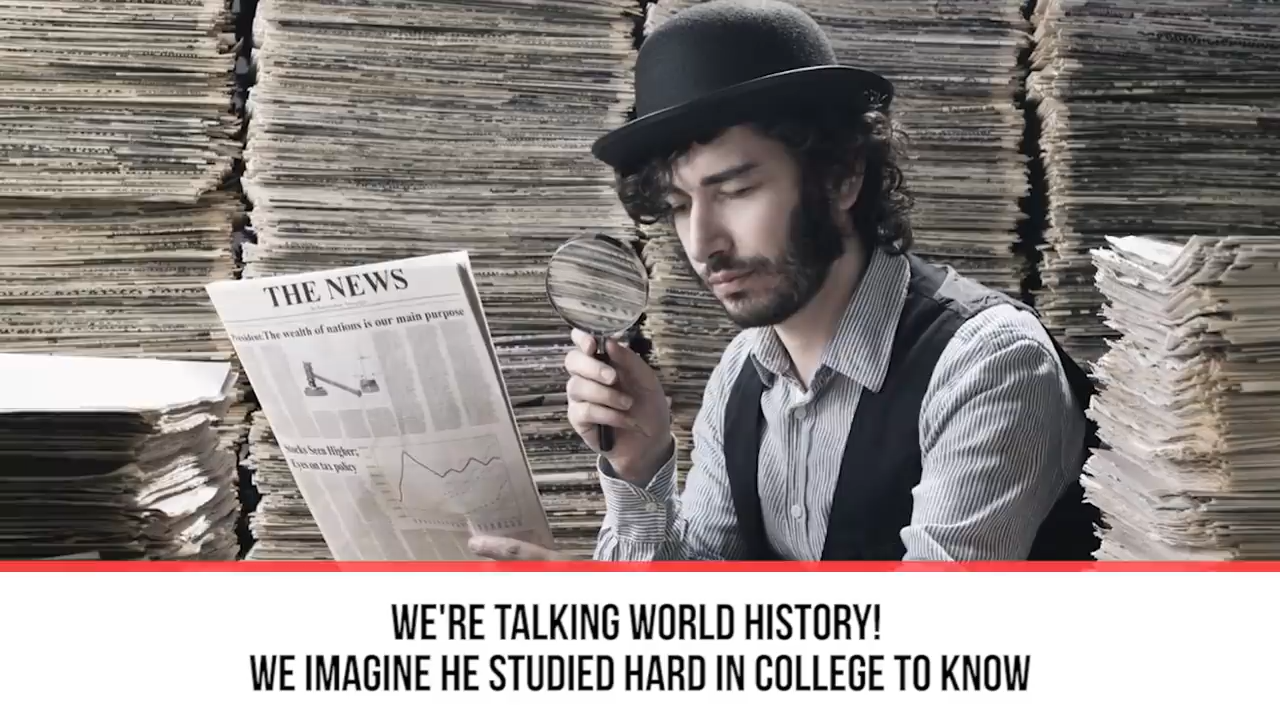 THE NEWS
President: The wealth of nations is our main purpose
Stocks Seen Higher;
Eyes on tax policy
WE'RE TALKING WORLD HISTORY!
WE IMAGINE HE STUDIED HARD IN COLLEGE TO KNOW